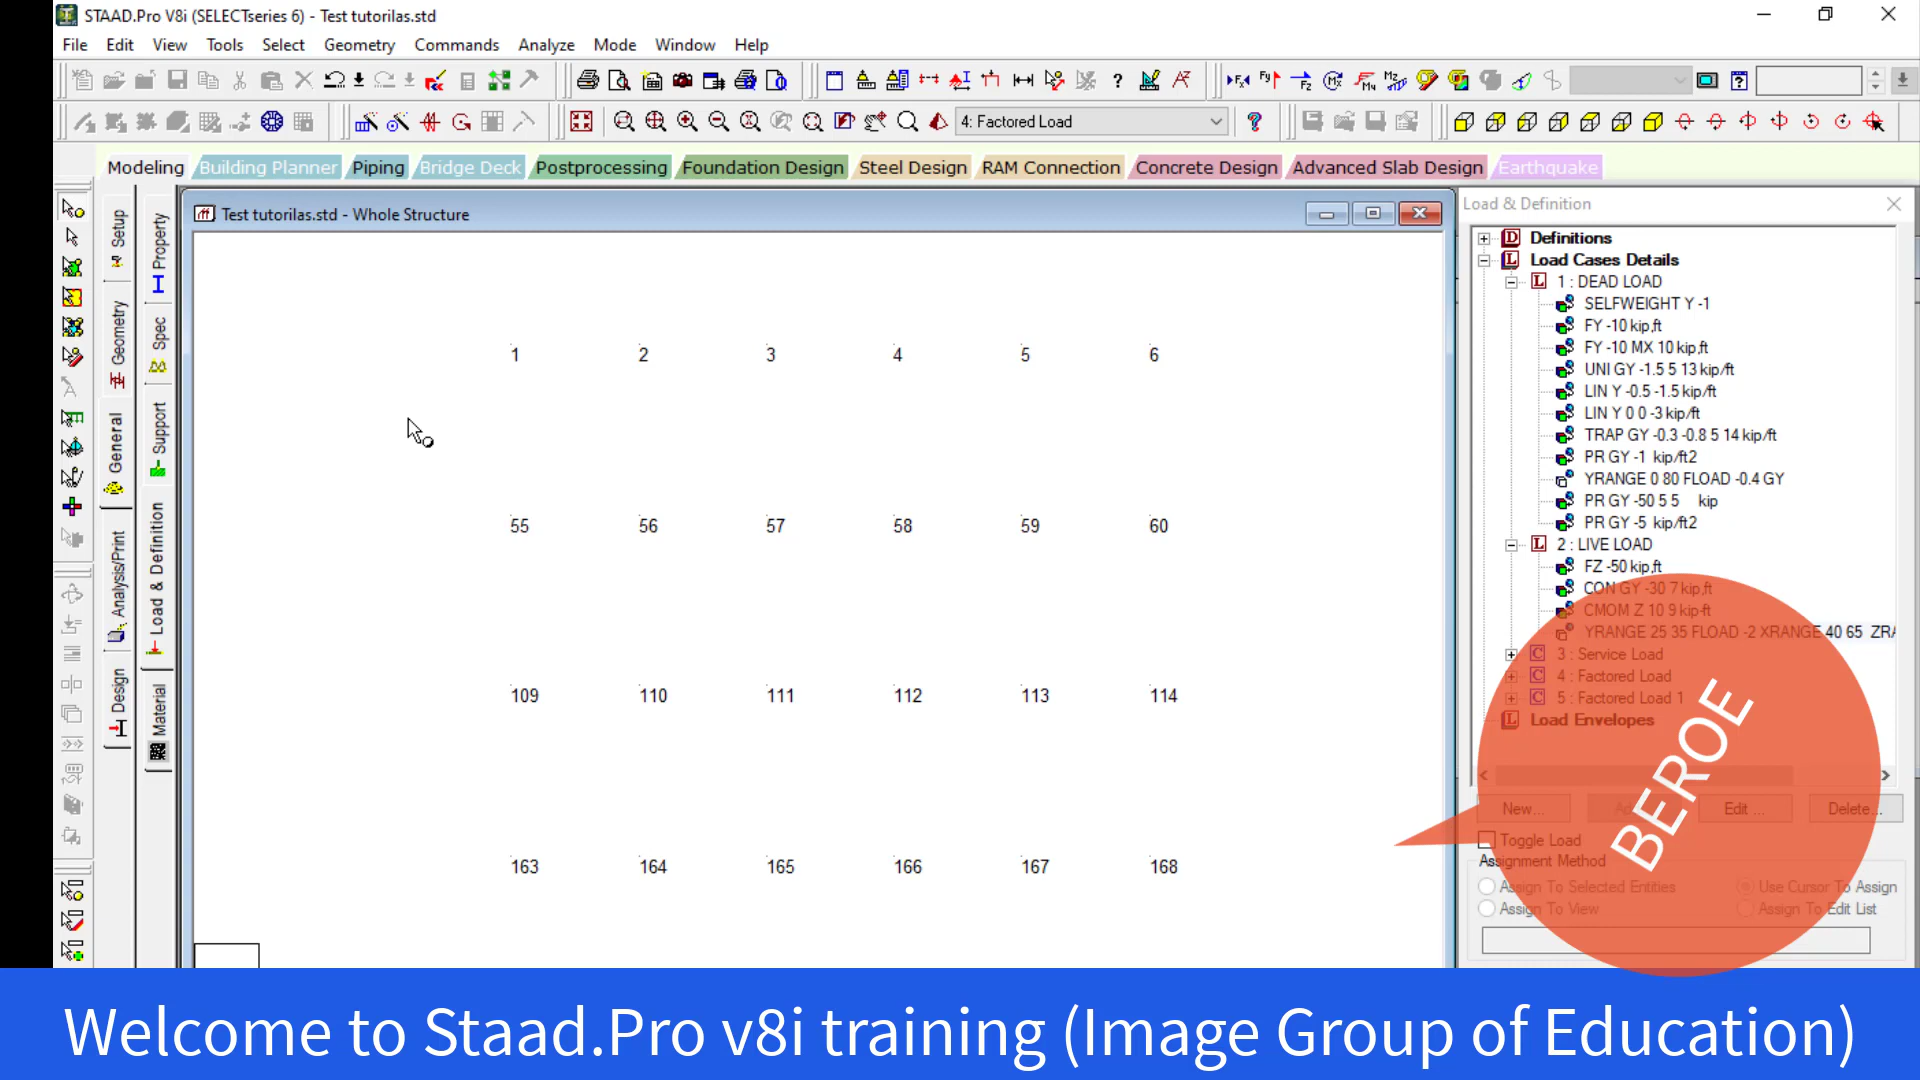 STAAD.Pro V8i (SELECTseries 6) - Test tutorilas.std
File Edit View Tools Select Geometry Commands Analyze Mode Window Help
4: Factored Load
Modeling Building Planner Piping Bridge Deck Postprocessing Foundation Design Steel Design RAM Connection Concrete Design Advanced Slab Design Earthquake
Setup
Geometry
General
Analysis/Print
Design
Property
Spec
Support
Load & Definition
Material
Test tutorilas.std - Whole Structure
1 2 3 4 5 6
55 56 57 58 59 60
109 110 111 112 113 114
163 164 165 166 167 168
Load & Definition
Definitions
Load Cases Details
1 : DEAD LOAD
SELFWEIGHT Y -1
FY -10 kip,ft
FY -10 MX 10 kip,ft
UNI GY -1.5 5 13 kip/ft
LIN Y -0.5 -1.5 kip/ft
LIN Y 0 0 -3 kip/ft
TRAP GY -0.3 -0.8 5 14 kip/ft
PR GY -1 kip/ft2
YRANGE 0 80 FLOAD -0.4 GY
PR GY -50 5 5 kip
PR GY -5 kip/ft2
2 : LIVE LOAD
FZ -50 kip,ft
CON GY -30 7 kip,ft
CMOM Z 10 9 kip-ft
YRANGE 25 35 FLOAD -2 XRANGE 40 65 ZRA
3 : Service Load
4 : Factored Load
5 : Factored Load 1
Load Envelopes
New... Edit ... Delete...
Toggle Load
Assignment Method
Assign To Selected Entities Use Cursor To Assign
Assign To View Assign To Edit List
BEROE
Welcome to Staad.Pro v8i training (Image Group of Education)